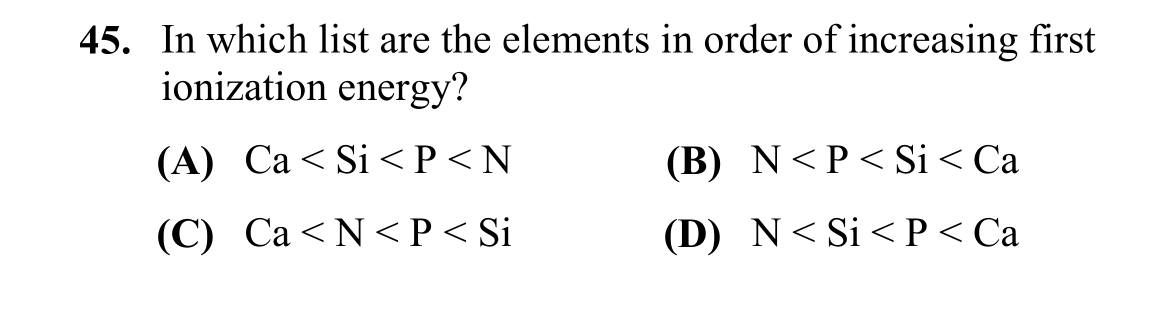 45. In which list are the elements in order of increasing first
ionization energy?
(A) Ca < Si < P < N (B) N < P < Si < Ca
(C) Ca < N < P < Si (D) N < Si < P < Ca